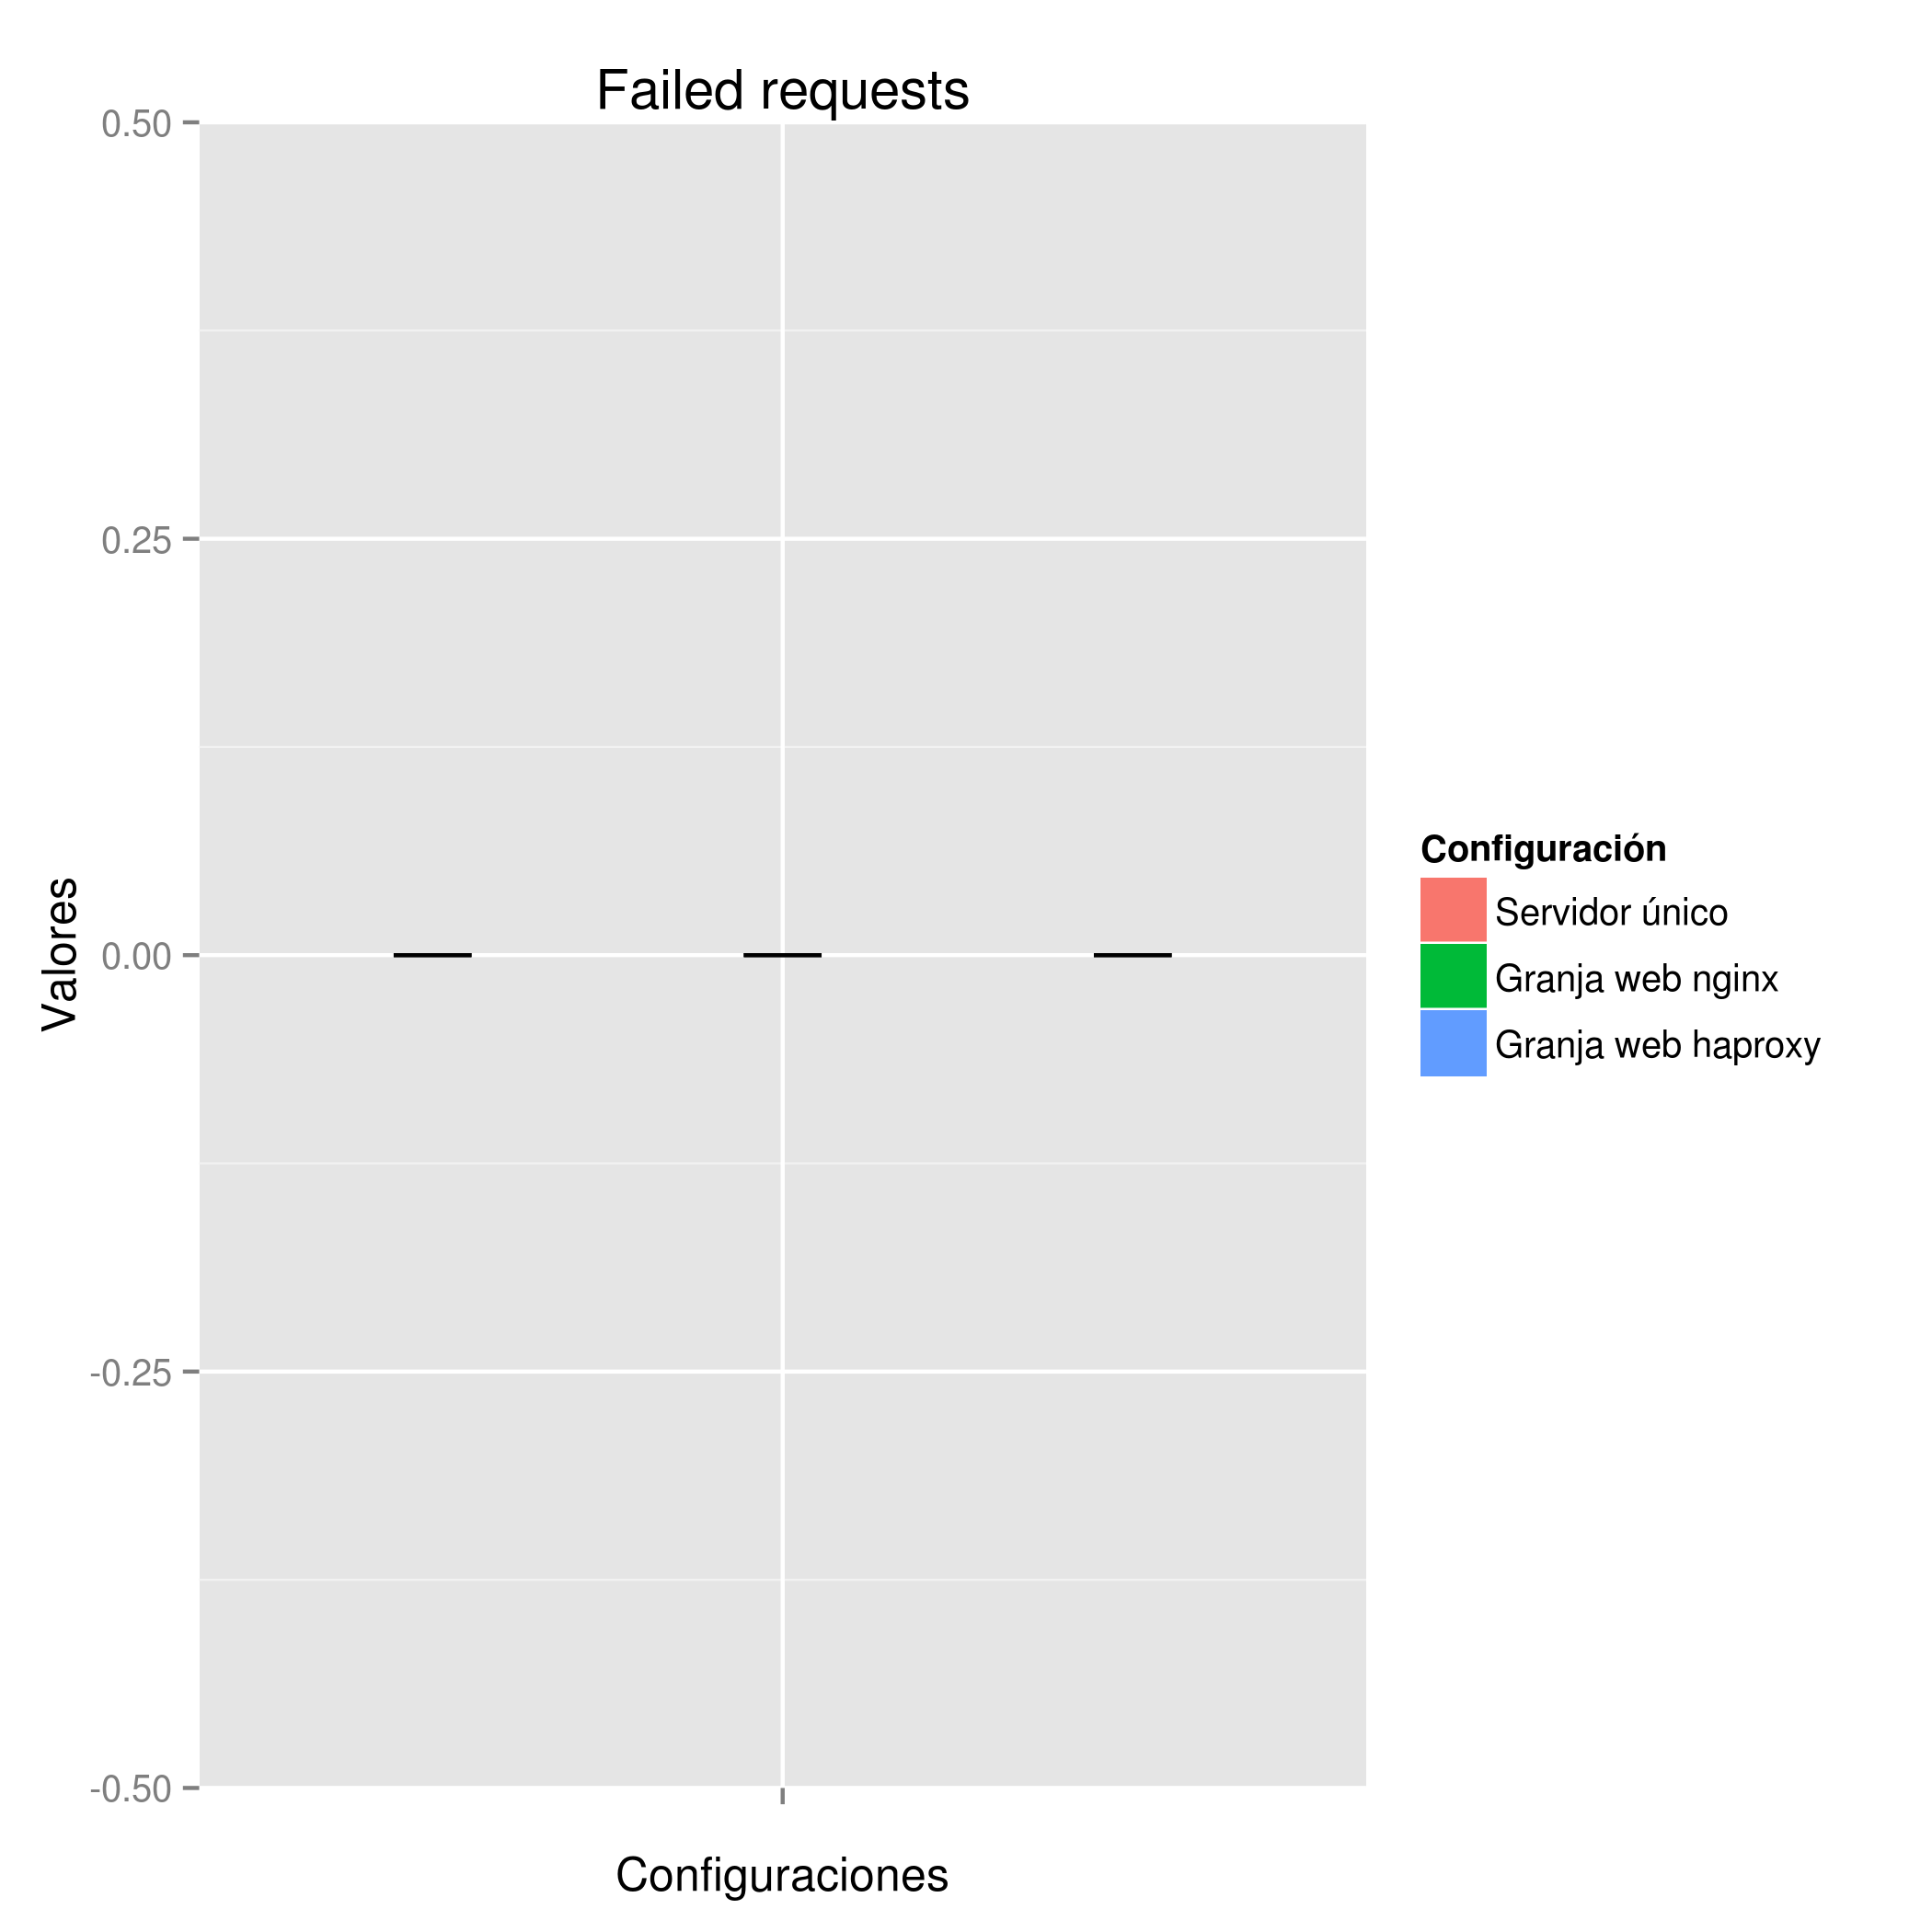 Failed requests
0.50
0.25
0.00
-0.25
-0.50
Valores
Configuraciones
Configuración
Servidor único
Granja web nginx
Granja web haproxy